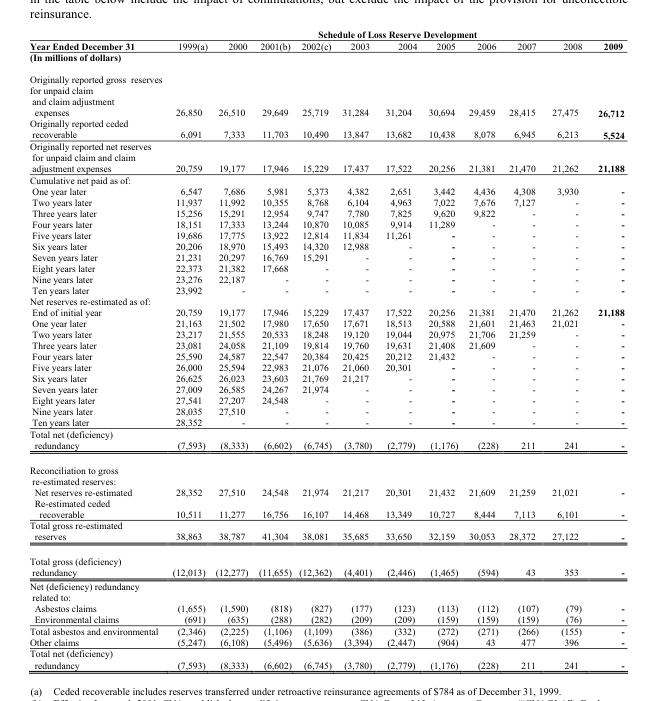 in the table below include the impact of commutations, but exclude the impact of the provision for uncollectible
reinsurance.
Schedule of Loss Reserve Development
Year Ended December 31 1999(a) 2000 2001(b) 2002(c) 2003 2004 2005 2006 2007 2008 2009
(In millions of dollars)
Originally reported gross reserves
for unpaid claim
and claim adjustment
expenses 26,850 26,510 29,649 25,719 31,284 31,204 30,694 29,459 28,415 27,475 26,712
Originally reported ceded
recoverable 6,091 7,333 11,703 10,490 13,847 13,682 10,438 8,078 6,945 6,213 5,524
Originally reported net reserves
for unpaid claim and claim
adjustment expenses 20,759 19,177 17,946 15,229 17,437 17,522 20,256 21,381 21,470 21,262 21,188
Cumulative net paid as of:
One year later 6,547 7,686 5,981 5,373 4,382 2,651 3,442 4,436 4,308 3,930 -
Two years later 11,937 11,992 10,355 8,768 6,104 4,963 7,022 7,676 7,127 - -
Three years later 15,256 15,291 12,954 9,747 7,780 7,825 9,620 9,822 - - -
Four years later 18,151 17,333 13,244 10,870 10,085 9,914 11,289 - - - -
Five years later 19,686 17,775 13,922 12,814 11,834 11,261 - - - - -
Six years later 20,206 18,970 15,493 14,320 12,988 - - - - - -
Seven years later 21,231 20,297 16,769 15,291 - - - - - - -
Eight years later 22,373 21,382 17,668 - - - - - - - -
Nine years later 23,276 22,187 - - - - - - - - -
Ten years later 23,992 - - - - - - - - - -
Net reserves re-estimated as of:
End of initial year 20,759 19,177 17,946 15,229 17,437 17,522 20,256 21,381 21,470 21,262 21,188
One year later 21,163 21,502 17,980 17,650 17,671 18,513 20,588 21,601 21,463 21,021 -
Two years later 23,217 21,555 20,533 18,248 19,120 19,044 20,975 21,706 21,259 - -
Three years later 23,081 24,058 21,109 19,814 19,760 19,631 21,408 21,609 - - -
Four years later 25,590 24,587 22,547 20,384 20,425 20,212 21,432 - - - -
Five years later 26,000 25,594 22,983 21,076 21,060 20,301 - - - - -
Six years later 26,625 26,023 23,603 21,769 21,217 - - - - - -
Seven years later 27,009 26,585 24,267 21,974 - - - - - - -
Eight years later 27,541 27,207 24,548 - - - - - - - -
Nine years later 28,035 27,510 - - - - - - - - -
Ten years later 28,352 - - - - - - - - - -
Total net (deficiency)
redundancy (7,593) (8,333) (6,602) (6,745) (3,780) (2,779) (1,176) (228) 211 241 -
Reconciliation to gross
re-estimated reserves:
Net reserves re-estimated 28,352 27,510 24,548 21,974 21,217 20,301 21,432 21,609 21,259 21,021 -
Re-estimated ceded
recoverable 10,511 11,277 16,756 16,107 14,468 13,349 10,727 8,444 7,113 6,101 -
Total gross re-estimated
reserves 38,863 38,787 41,304 38,081 35,685 33,650 32,159 30,053 28,372 27,122 -
Total gross (deficiency)
redundancy (12,013) (12,277) (11,655) (12,362) (4,401) (2,446) (1,465) (594) 43 353 -
Net (deficiency) redundancy
related to:
Asbestos claims (1,655) (1,590) (818) (827) (177) (123) (113) (112) (107) (79) -
Environmental claims (691) (635) (288) (282) (209) (209) (159) (159) (159) (76) -
Total asbestos and environmental (2,346) (2,225) (1,106) (1,109) (386) (332) (272) (271) (266) (155) -
Other claims (5,247) (6,108) (5,496) (5,636) (3,394) (2,447) (904) 43 477 396 -
Total net (deficiency)
redundancy (7,593) (8,333) (6,602) (6,745) (3,780) (2,779) (1,176) (228) 211 241 -
(a) Ceded recoverable includes reserves transferred under retroactive reinsurance agreements of $784 as of December 31, 1999.